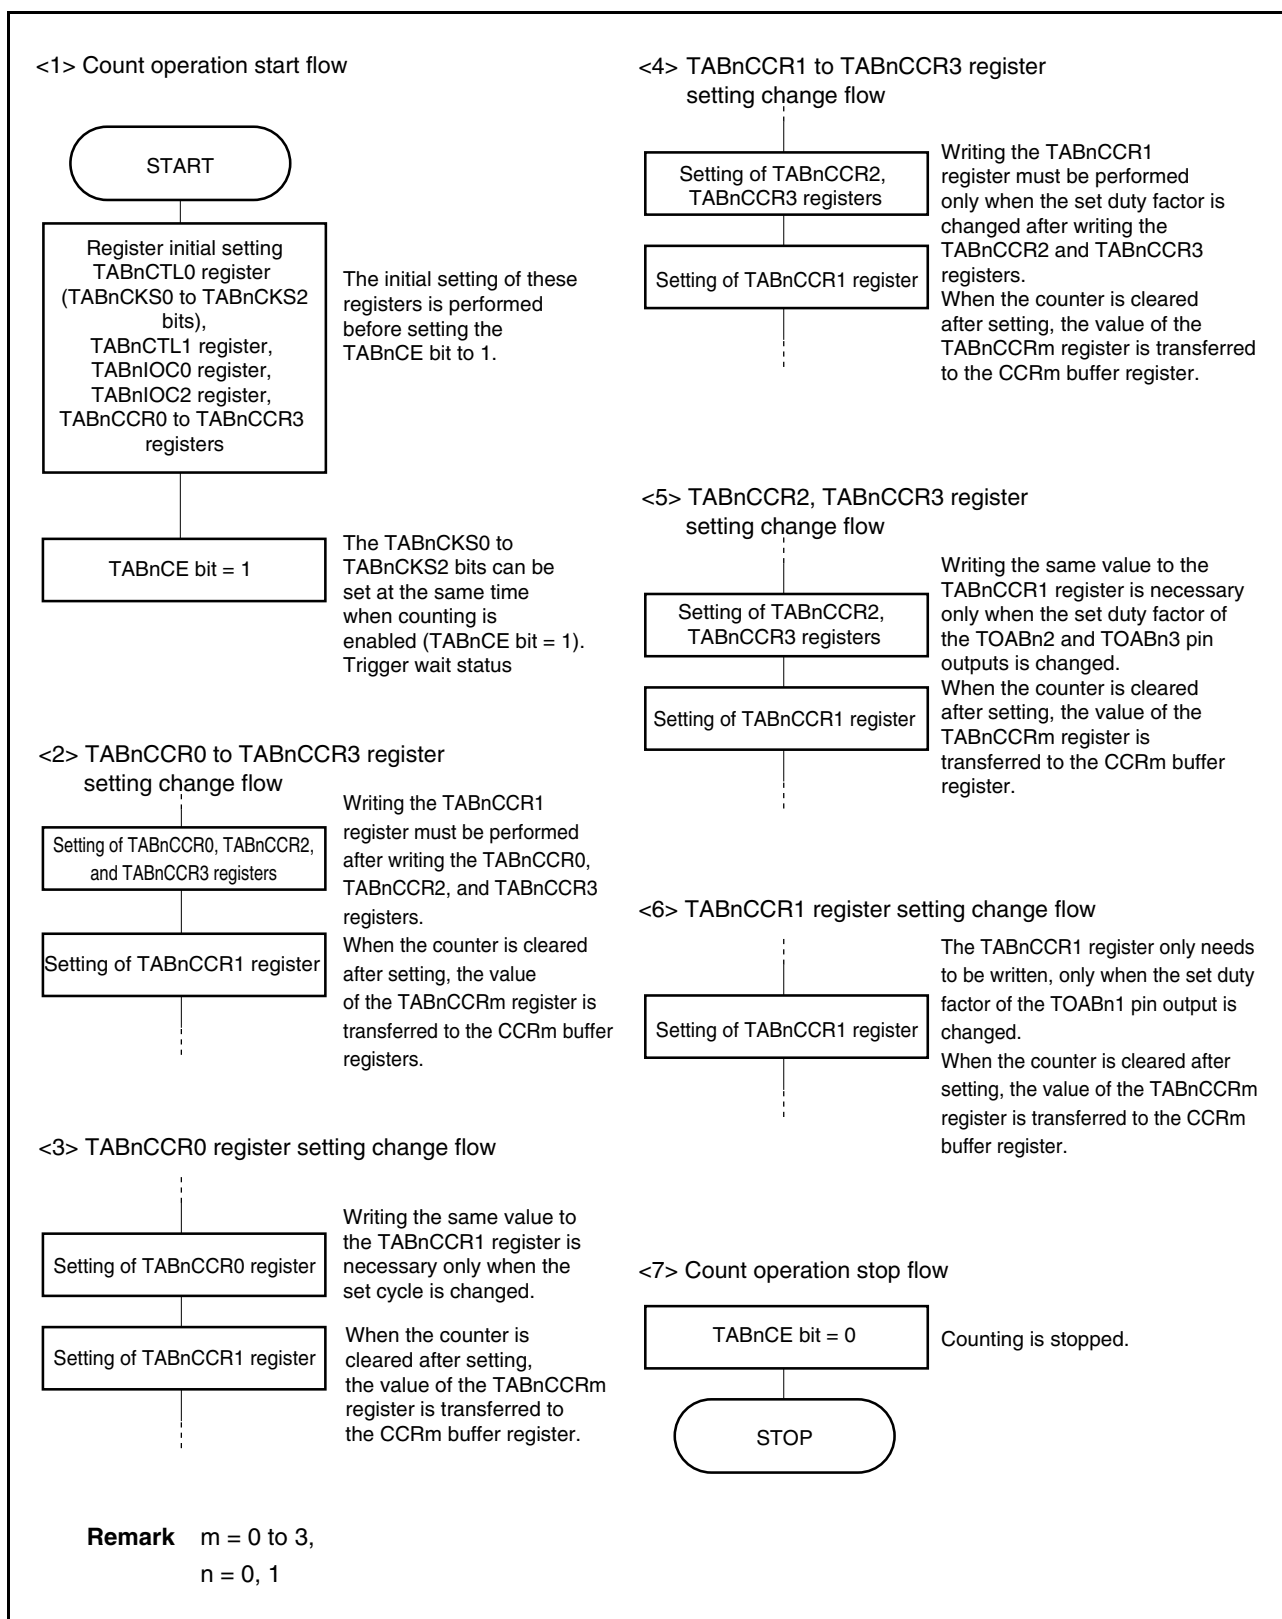 <1> Count operation start flow
START
Register initial setting
TABnCTL0 register
(TABnCKS0 to TABnCKS2
bits),
TABnCTL1 register,
TABnIOC0 register,
TABnIOC2 register,
TABnCCR0 to TABnCCR3
registers
The initial setting of these
registers is performed
before setting the
TABnCE bit to 1.
TABnCE bit = 1
The TABnCKS0 to
TABnCKS2 bits can be
set at the same time
when counting is
enabled (TABnCE bit = 1).
Trigger wait status
<2> TABnCCR0 to TABnCCR3 register
setting change flow
Setting of TABnCCR0, TABnCCR2,
and TABnCCR3 registers
Setting of TABnCCR1 register
Writing the TABnCCR1
register must be performed
after writing the TABnCCR0,
TABnCCR2, and TABnCCR3
registers.
When the counter is cleared
after setting, the value
of the TABnCCRm register is
transferred to the CCRm buffer
registers.
<3> TABnCCR0 register setting change flow
Setting of TABnCCR0 register
Setting of TABnCCR1 register
Writing the same value to
the TABnCCR1 register is
necessary only when the
set cycle is changed.
When the counter is
cleared after setting,
the value of the TABnCCRm
register is transferred to
the CCRm buffer register.
<4> TABnCCR1 to TABnCCR3 register
setting change flow
Setting of TABnCCR2,
TABnCCR3 registers
Setting of TABnCCR1 register
Writing the TABnCCR1
register must be performed
only when the set duty factor is
changed after writing the
TABnCCR2 and TABnCCR3
registers.
When the counter is cleared
after setting, the value of the
TABnCCRm register is transferred
to the CCRm buffer register.
<5> TABnCCR2, TABnCCR3 register
setting change flow
Setting of TABnCCR2,
TABnCCR3 registers
Setting of TABnCCR1 register
Writing the same value to the
TABnCCR1 register is necessary
only when the set duty factor of
the TOABn2 and TOABn3 pin
outputs is changed.
When the counter is cleared
after setting, the value of the
TABnCCRm register is
transferred to the CCRm buffer
register.
<6> TABnCCR1 register setting change flow
Setting of TABnCCR1 register
The TABnCCR1 register only needs
to be written, only when the set duty
factor of the TOABn1 pin output is
changed.
When the counter is cleared after
setting, the value of the TABnCCRm
register is transferred to the CCRm
buffer register.
<7> Count operation stop flow
TABnCE bit = 0
Counting is stopped.
STOP
Remark m = 0 to 3,
n = 0, 1